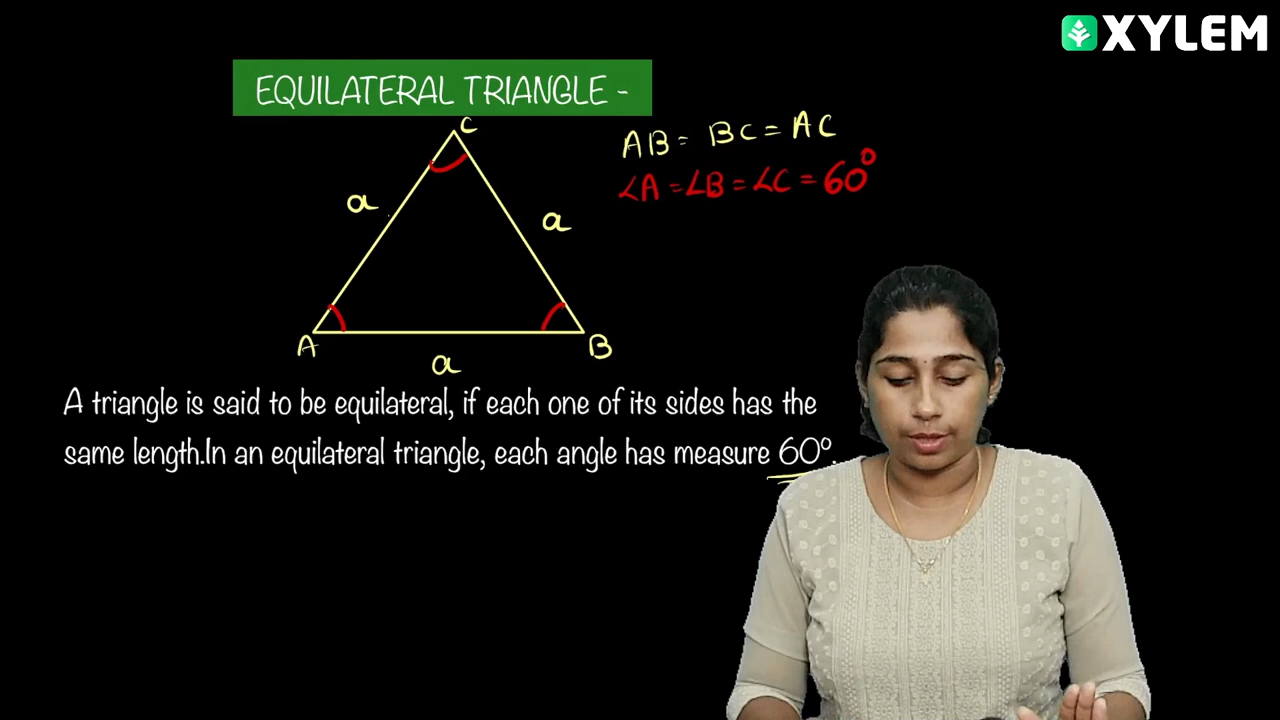 XYLEM
EQUILATERAL TRIANGLE -
C
AB = BC = AC
∠A = ∠B = ∠C = 60°
a
a
A
B
a
A triangle is said to be equilateral, if each one of its sides has the
same length.In an equilateral triangle, each angle has measure 60°.